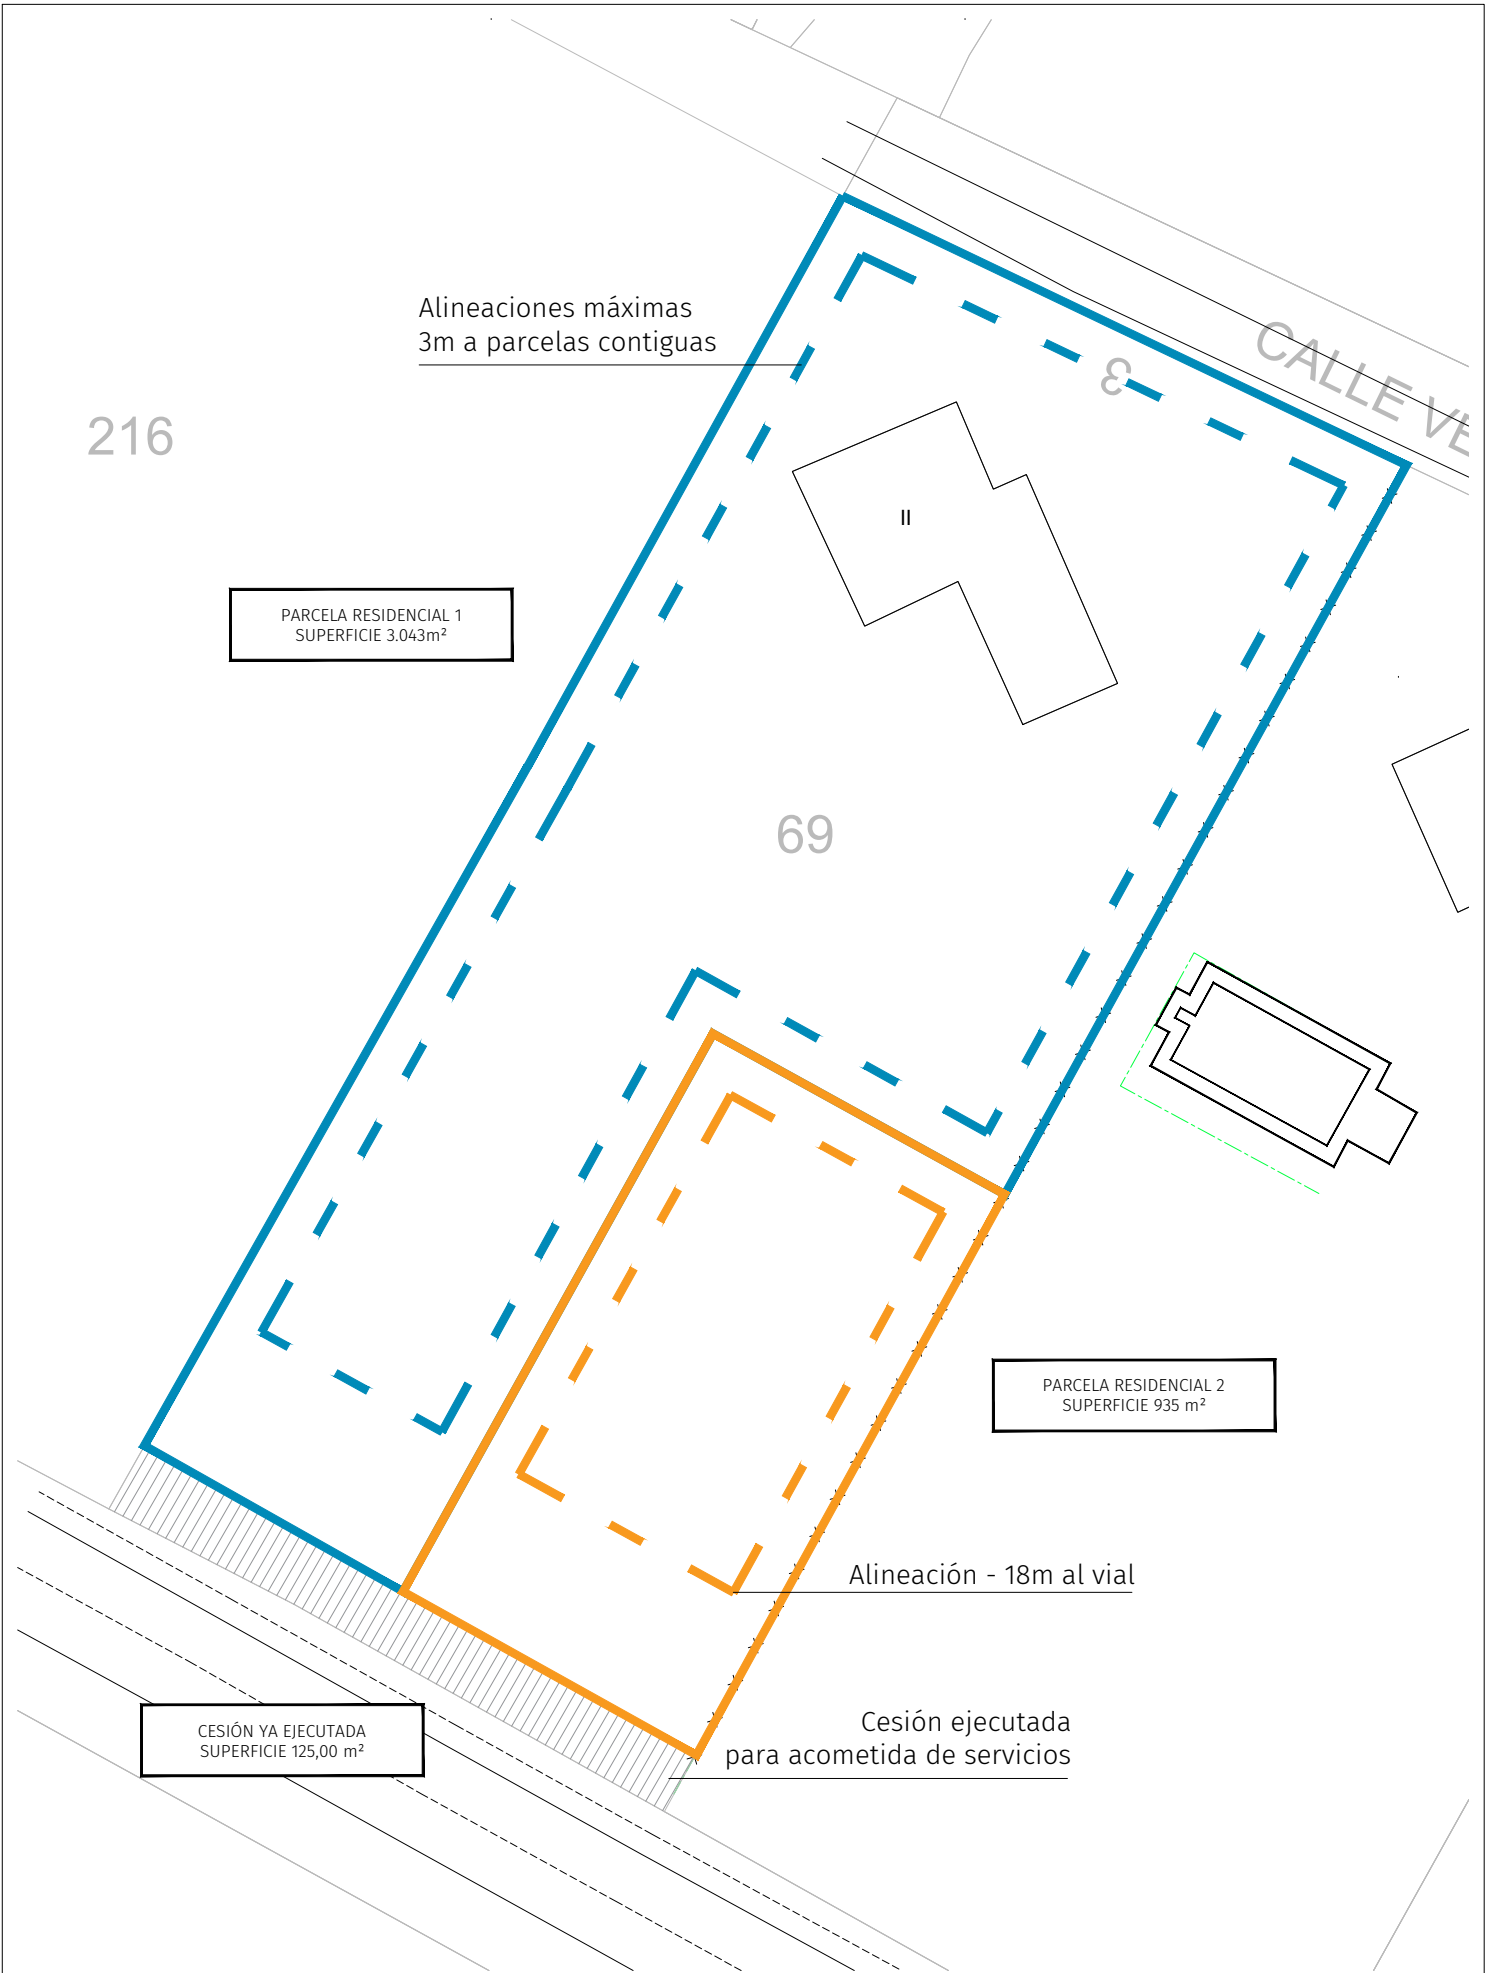 CALLE VE
Alineaciones máximas
3m a parcelas contiguas
3
216
II
PARCELA RESIDENCIAL 1
SUPERFICIE 3.043m²
69
PARCELA RESIDENCIAL 2
SUPERFICIE 935 m²
Alineación - 18m al vial
CESIÓN YA EJECUTADA
SUPERFICIE 125,00 m²
Cesión ejecutada
para acometida de servicios